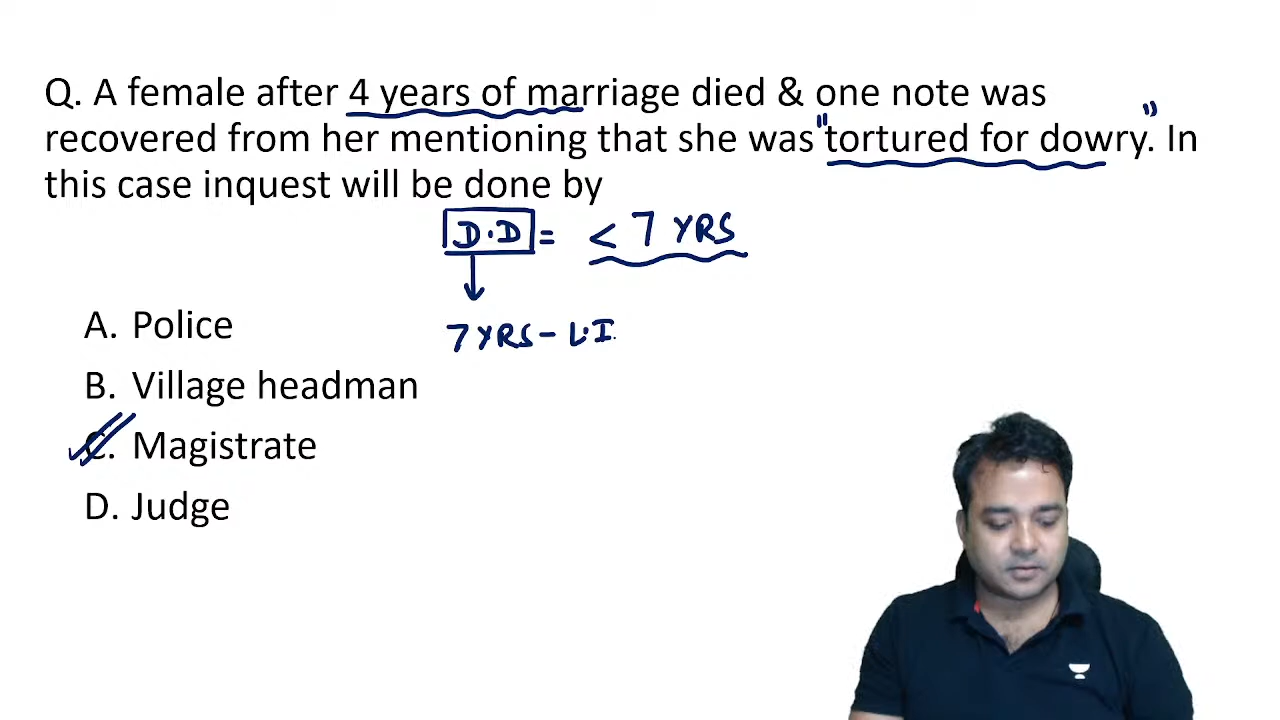 Q. A female after 4 years of marriage died & one note was
recovered from her mentioning that she was "tortured for dowry." In
this case inquest will be done by
D.D = < 7 YRS
7 YRS - L.I.
A. Police
B. Village headman
C. Magistrate
D. Judge